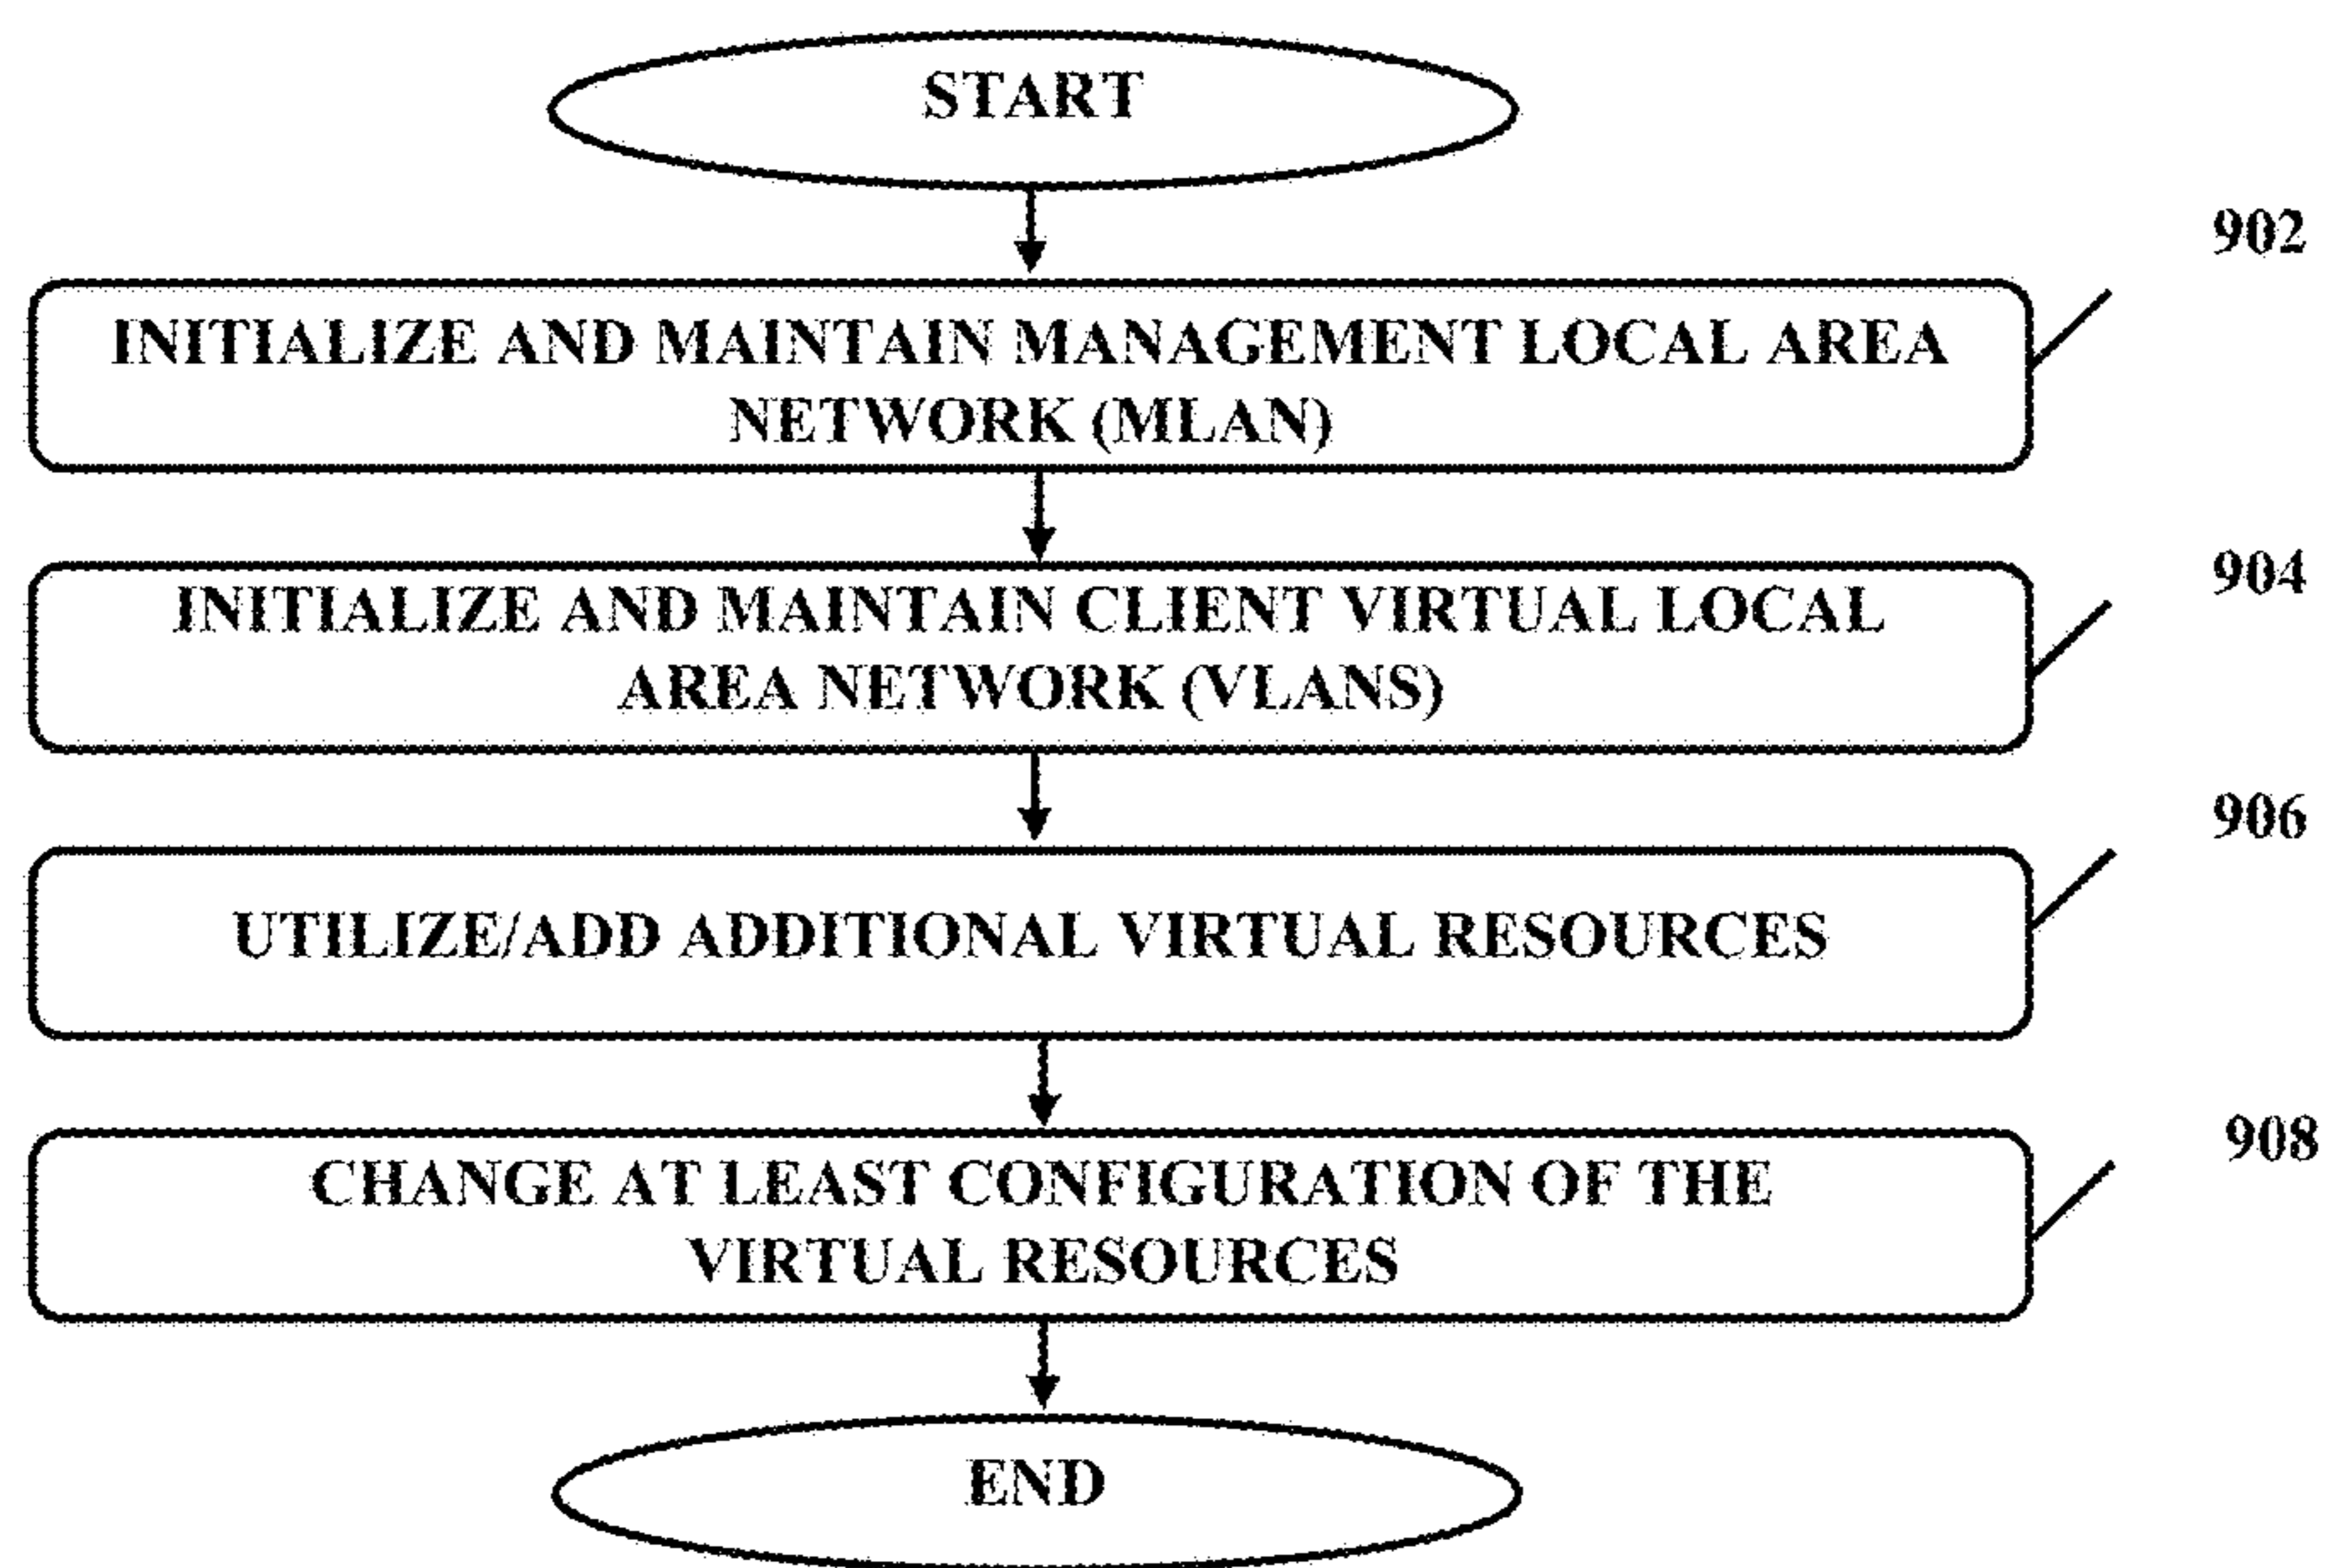 START
902
INITIALIZE AND MAINTAIN MANAGEMENT LOCAL AREA
NETWORK (MLAN)
904
INITIALIZE AND MAINTAIN CLIENT VIRTUAL LOCAL
AREA NETWORK (VLANS)
906
UTILIZE/ADD ADDITIONAL VIRTUAL RESOURCES
908
CHANGE AT LEAST CONFIGURATION OF THE
VIRTUAL RESOURCES
END